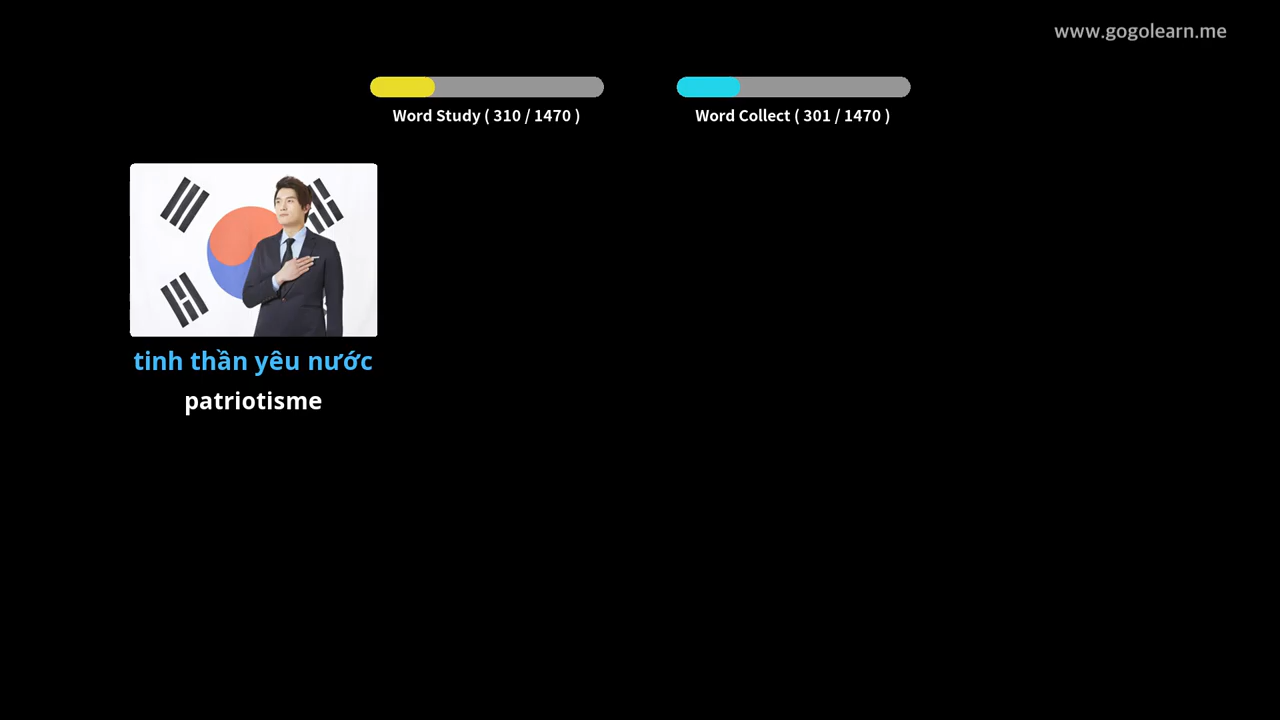 www.gogolearn.me
Word Study ( 310 / 1470 )
Word Collect ( 301 / 1470 )
tinh thần yêu nước
patriotisme